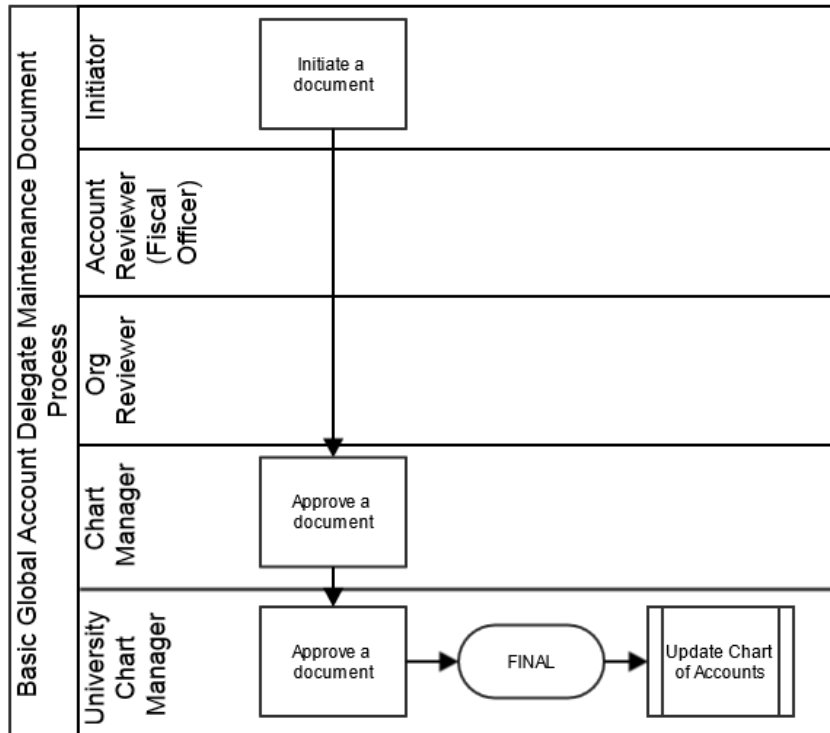 Basic Global Account Delegate Maintenance Document
Process
Initiator
Initiate a
document
Account
Reviewer
(Fiscal
Officer)
Org
Reviewer
Chart
Manager
Approve a
document
University
Chart
Manager
Approve a
document
FINAL
Update Chart
of Accounts